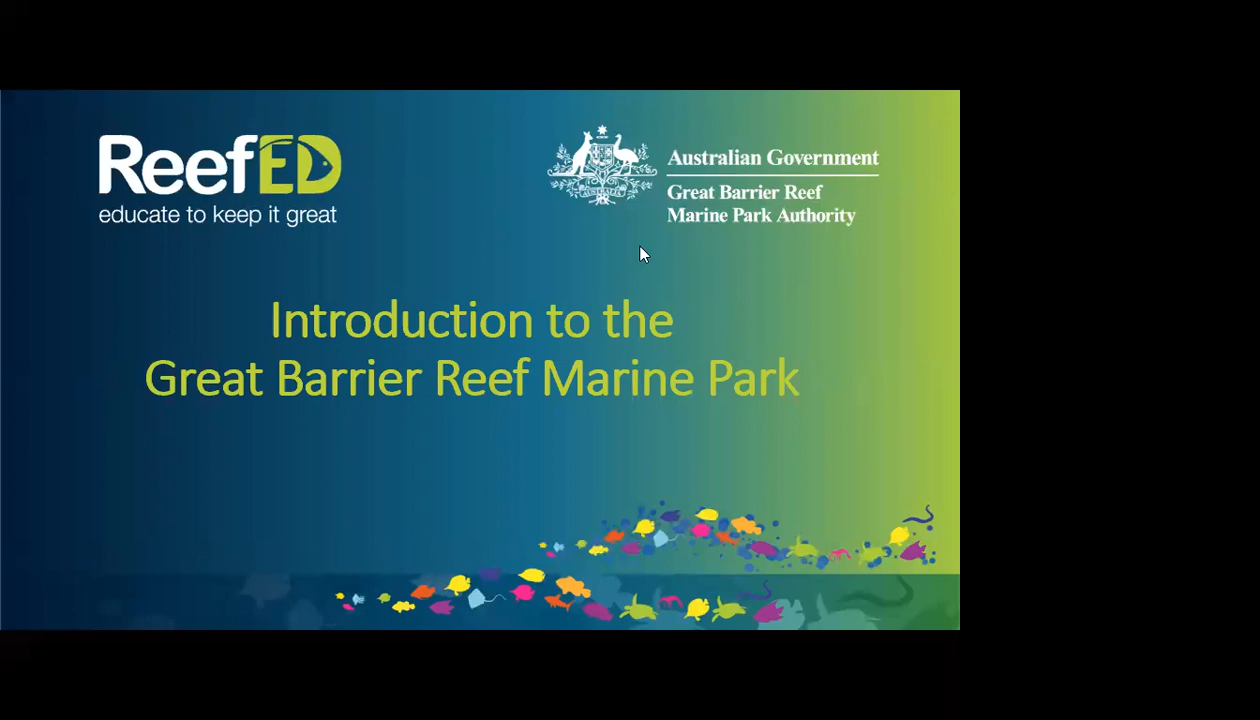 ReefED
educate to keep it great
Australian Government
Great Barrier Reef
Marine Park Authority
Introduction to the
Great Barrier Reef Marine Park